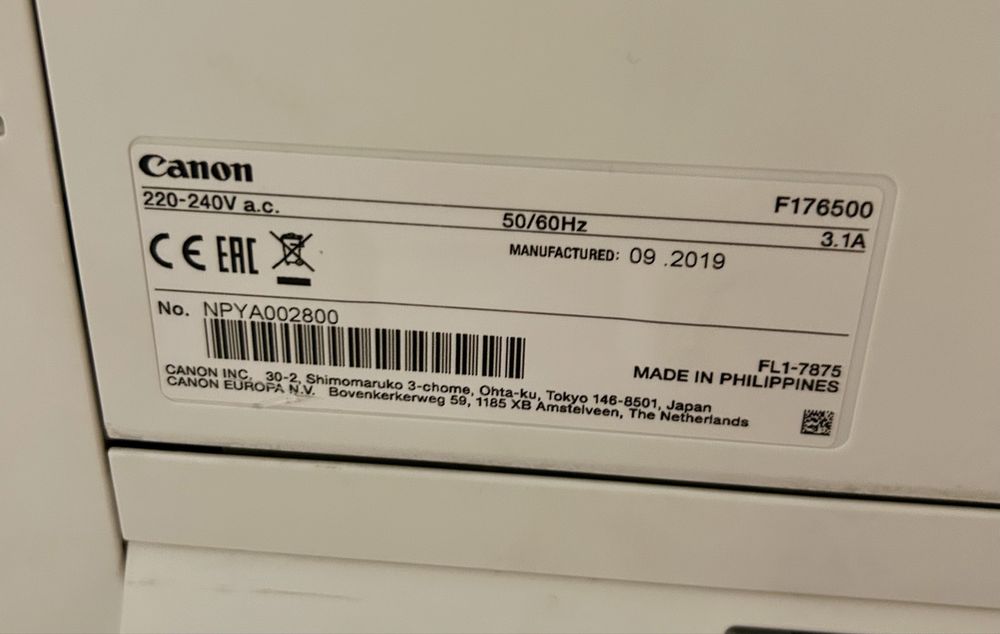 Canon
F176500
220-240V a.c.
50/60Hz
3.1A
CE EAC
MANUFACTURED: 09 .2019
No. NPYA002800
FL1-7875
MADE IN PHILIPPINES
CANON INC. 30-2, Shimomaruko 3-chome, Ohta-ku, Tokyo 146-8501, Japan
CANON EUROPA N.V. Bovenkerkerweg 59, 1185 XB Amstelveen, The Netherlands